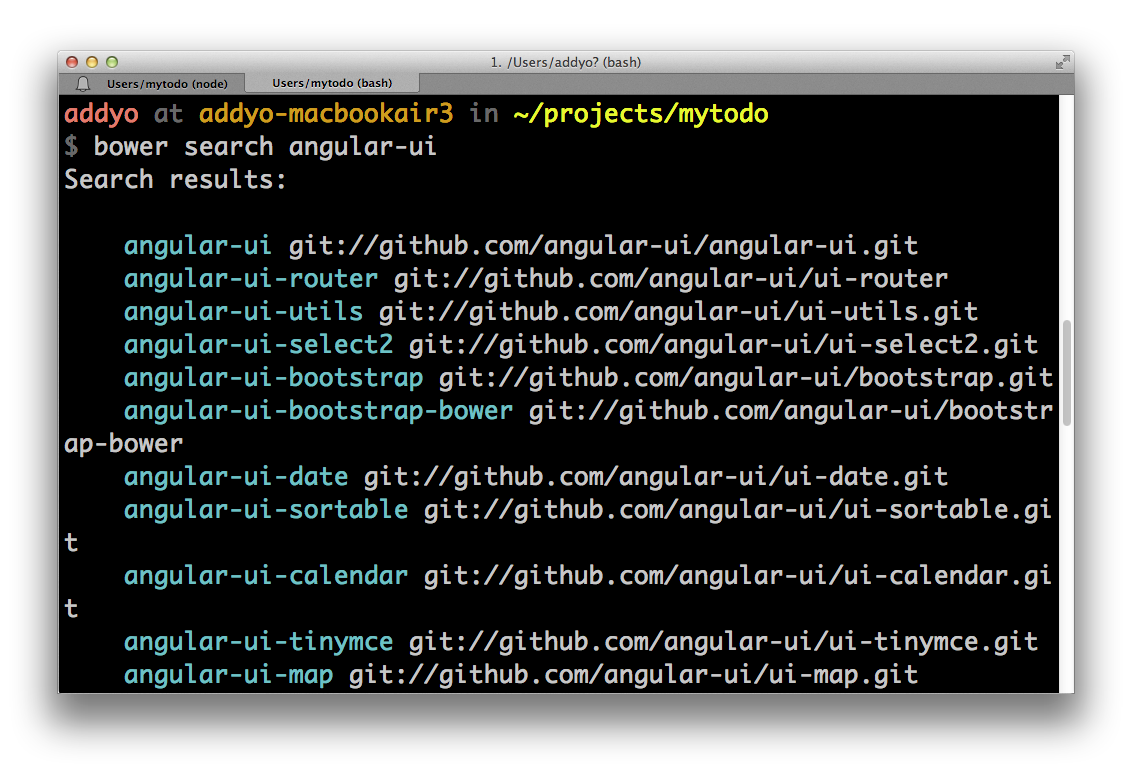 1. /Users/addyo? (bash)
Users/mytodo (node) Users/mytodo (bash)
addyo at addyo-macbookair3 in ~/projects/mytodo
$ bower search angular-ui
Search results:
angular-ui git://github.com/angular-ui/angular-ui.git
angular-ui-router git://github.com/angular-ui/ui-router
angular-ui-utils git://github.com/angular-ui/ui-utils.git
angular-ui-select2 git://github.com/angular-ui/ui-select2.git
angular-ui-bootstrap git://github.com/angular-ui/bootstrap.git
angular-ui-bootstrap-bower git://github.com/angular-ui/bootstr
ap-bower
angular-ui-date git://github.com/angular-ui/ui-date.git
angular-ui-sortable git://github.com/angular-ui/ui-sortable.gi
t
angular-ui-calendar git://github.com/angular-ui/ui-calendar.gi
t
angular-ui-tinymce git://github.com/angular-ui/ui-tinymce.git
angular-ui-map git://github.com/angular-ui/ui-map.git